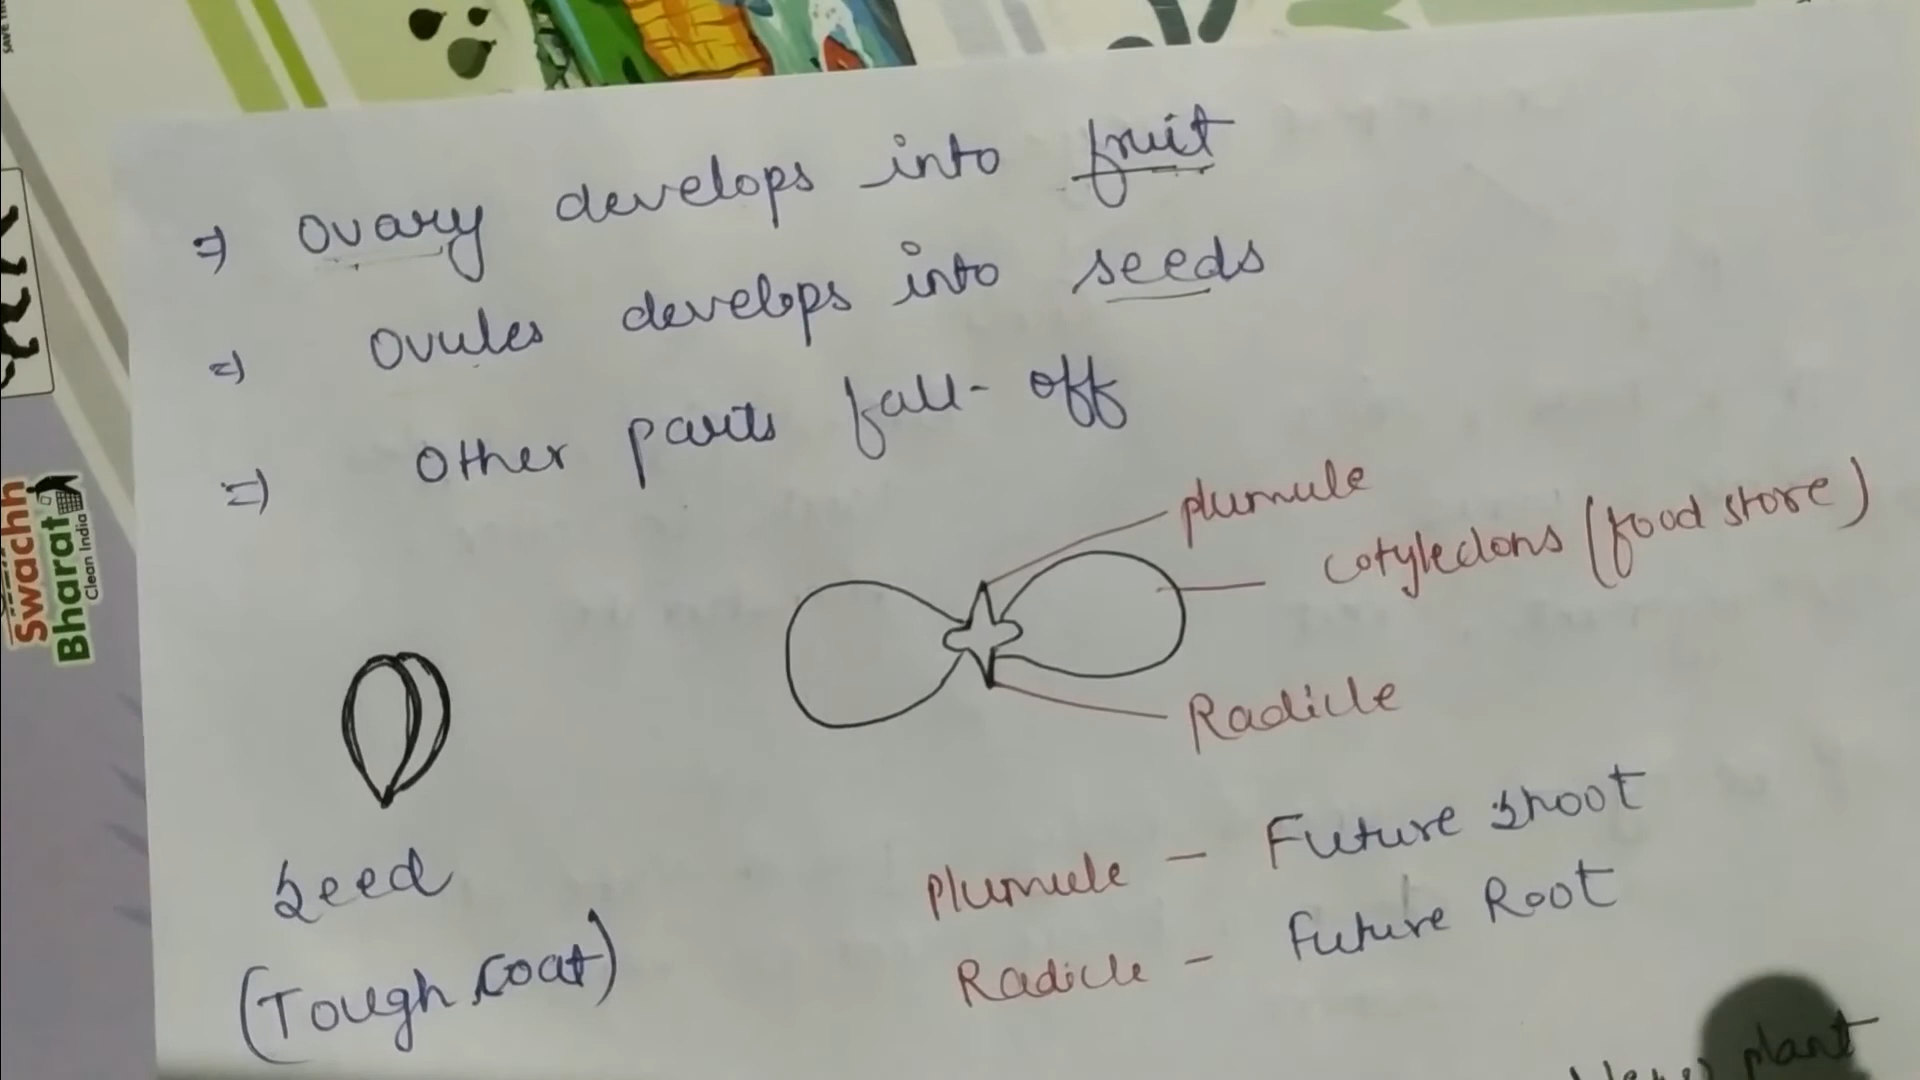 ⇒ Ovary develops into fruit
⇒ Ovules develops into seeds
⇒ Other parts fall-off
plumule
cotyledons (food store)
Radicle
Seed
(Tough coat)
Plumule - Future shoot
Radicle - Future Root
plant
Swachh
Bharat
Clean India